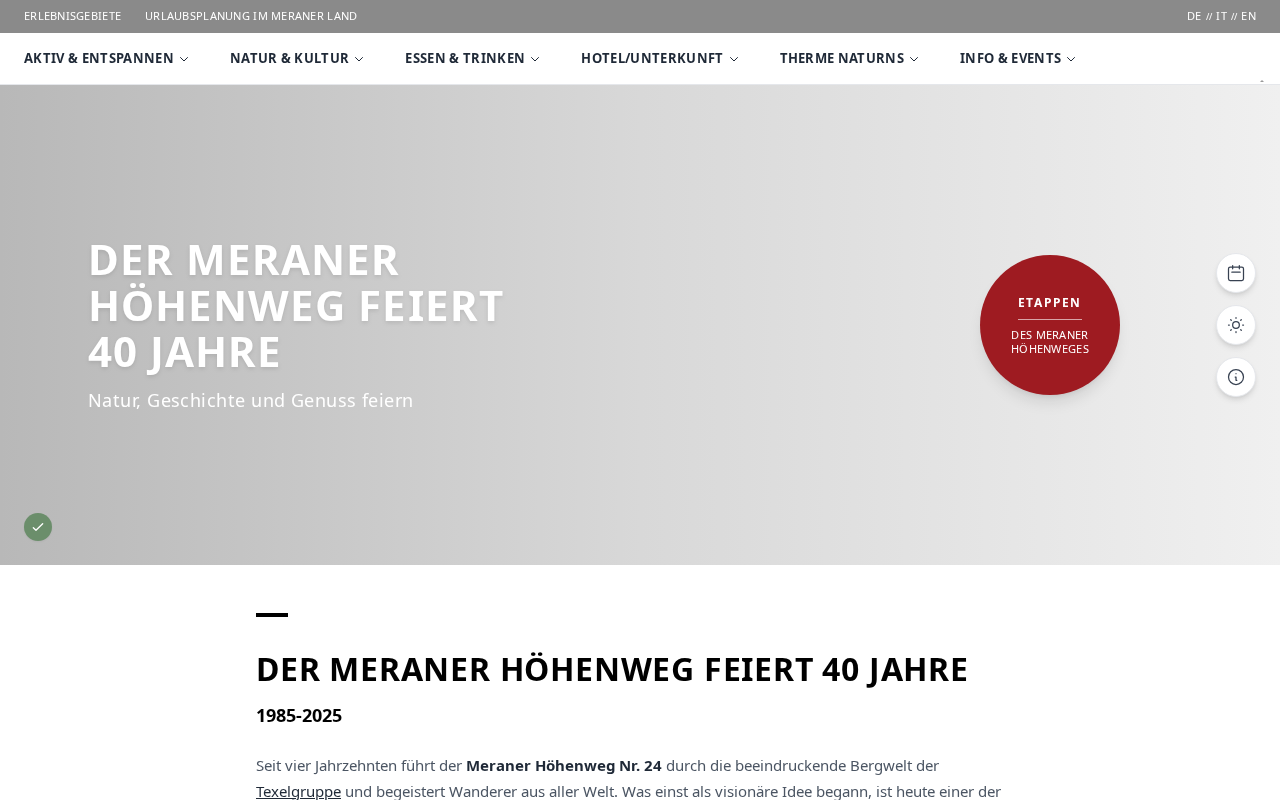 ERLEBNISGEBIETE URLAUBSPLANUNG IM MERANER LAND DE // IT // EN
AKTIV & ENTSPANNEN NATUR & KULTUR ESSEN & TRINKEN HOTEL/UNTERKUNFT THERME NATURNS INFO & EVENTS
DER MERANER
HÖHENWEG FEIERT
40 JAHRE
Natur, Geschichte und Genuss feiern
ETAPPEN
DES MERANER
HÖHENWEGES
DER MERANER HÖHENWEG FEIERT 40 JAHRE
1985-2025
Seit vier Jahrzehnten führt der Meraner Höhenweg Nr. 24 durch die beeindruckende Bergwelt der
Texelgruppe und begeistert Wanderer aus aller Welt. Was einst als visionäre Idee begann, ist heute einer der